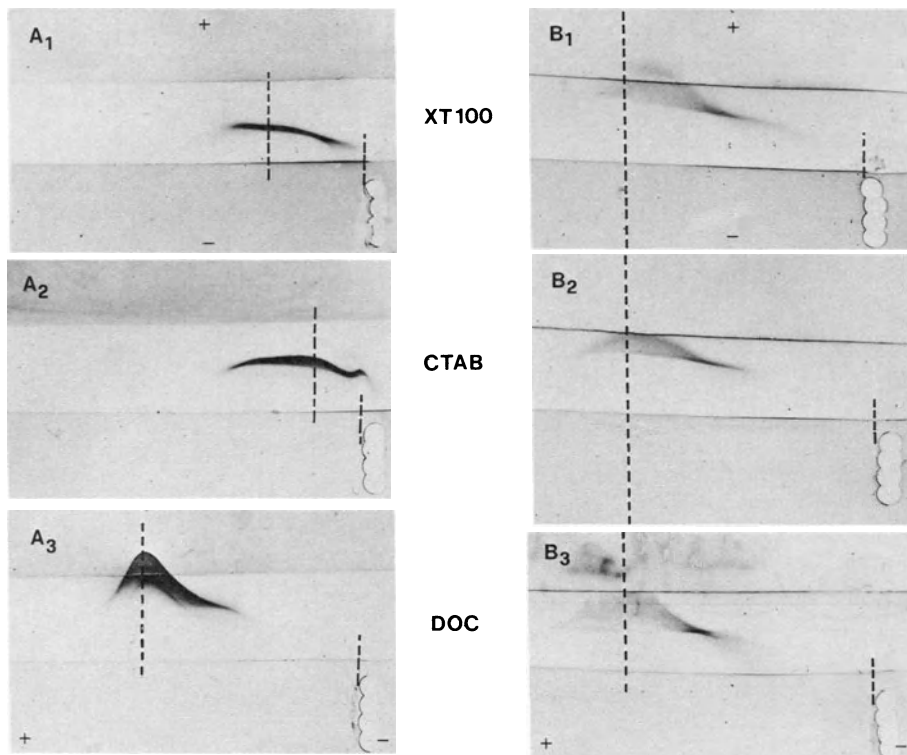 A1 + B1 +
XT100
− −
A2 B2
CTAB
A3 B3
DOC
+ − + −